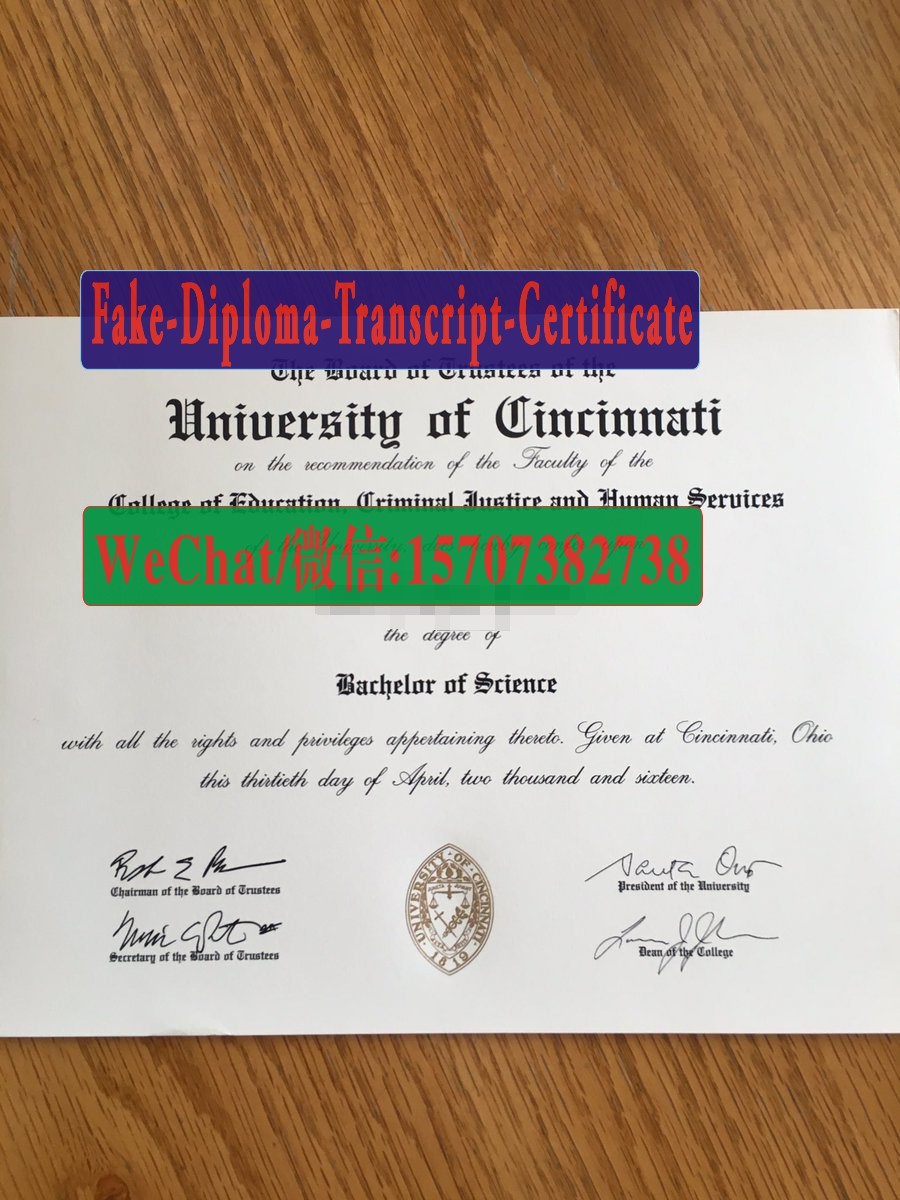 Fake-Diploma-Transcript-Certificate
The Board of Trustees of the
University of Cincinnati
on the recommendation of the Faculty of the
College of Education, Criminal Justice and Human Services
WeChat/微信:15707382738
the degree of
Bachelor of Science
with all the rights and privileges appertaining thereto. Given at Cincinnati, Ohio
this thirtieth day of April, two thousand and sixteen.
Chairman of the Board of Trustees
President of the University
Secretary of the Board of Trustees
Dean of the College
UNIVERSITY·OF·CINCINNATI
1819